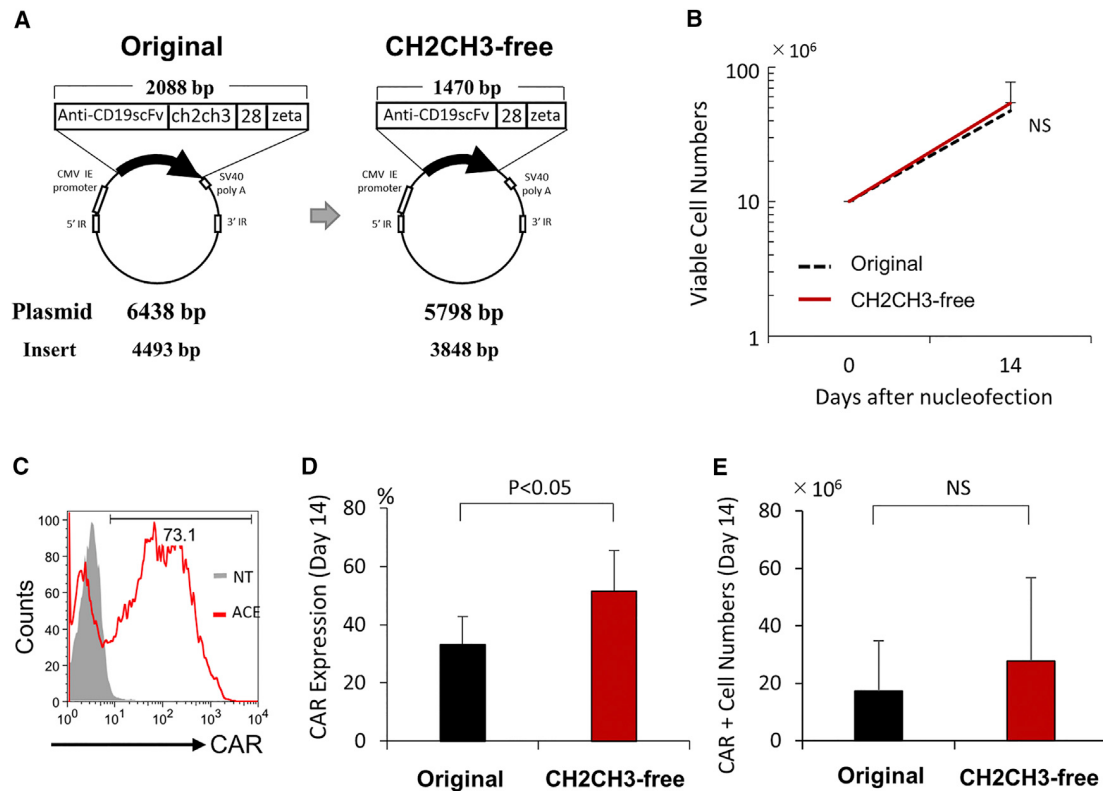 A
Original
CH2CH3-free
2088 bp
1470 bp
Anti-CD19scFv ch2ch3 28 zeta
Anti-CD19scFv 28 zeta
CMV IE
promoter
SV40
poly A
5' IR
3' IR
CMV IE
promoter
SV40
poly A
5' IR
3' IR
Plasmid 6438 bp 5798 bp
Insert 4493 bp 3848 bp
B
×10⁶
100
10
1
Viable Cell Numbers
NS
Original
CH2CH3-free
0 14
Days after nucleofection
C
100
80
60
40
20
0
Counts
73.1
NT
ACE
10⁰ 10¹ 10² 10³ 10⁴
CAR
D
%
P<0.05
80
60
40
20
0
CAR Expression (Day 14)
Original CH2CH3-free
E
×10⁶
NS
80
60
40
20
0
CAR + Cell Numbers (Day 14)
Original CH2CH3-free